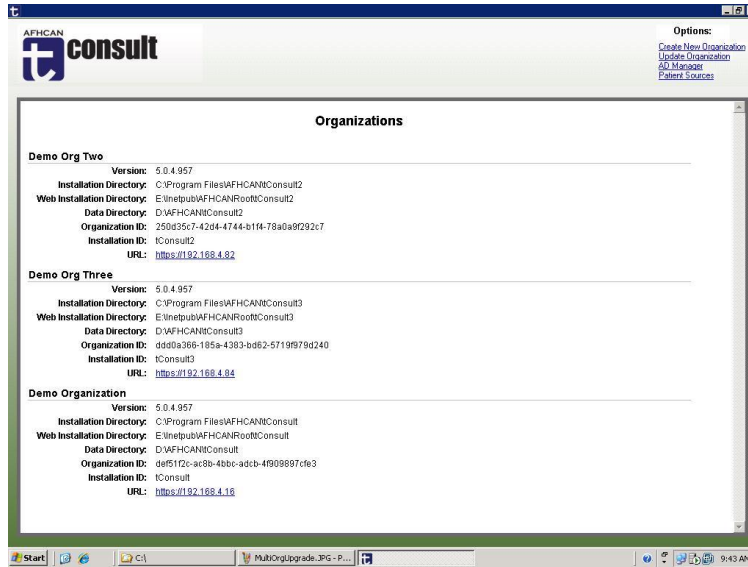 AFHCAN
t consult
Options:
Create New Organization
Update Organization
AD Manager
Patient Sources
Organizations
Demo Org Two
Version: 5.0.4.957
Installation Directory: C:\Program Files\AFHCAN\tConsult2
Web Installation Directory: E:\Inetpub\AFHCANRoot\tConsult2
Data Directory: D:\AFHCAN\tConsult2
Organization ID: 250d35c7-42d4-4744-b1f4-78a0a9f292c7
Installation ID: tConsult2
URL: https://192.168.4.82
Demo Org Three
Version: 5.0.4.957
Installation Directory: C:\Program Files\AFHCAN\tConsult3
Web Installation Directory: E:\Inetpub\AFHCANRoot\tConsult3
Data Directory: D:\AFHCAN\tConsult3
Organization ID: ddd0a366-185a-4383-bd62-5719f979d240
Installation ID: tConsult3
URL: https://192.168.4.84
Demo Organization
Version: 5.0.4.957
Installation Directory: C:\Program Files\AFHCAN\tConsult
Web Installation Directory: E:\Inetpub\AFHCANRoot\tConsult
Data Directory: D:\AFHCAN\tConsult
Organization ID: def51f2c-ac8b-4bbc-adcb-4f909897cfe3
Installation ID: tConsult
URL: https://192.168.4.16
Start C:\ MultiOrgUpgrade.JPG - P... t 9:43 AM